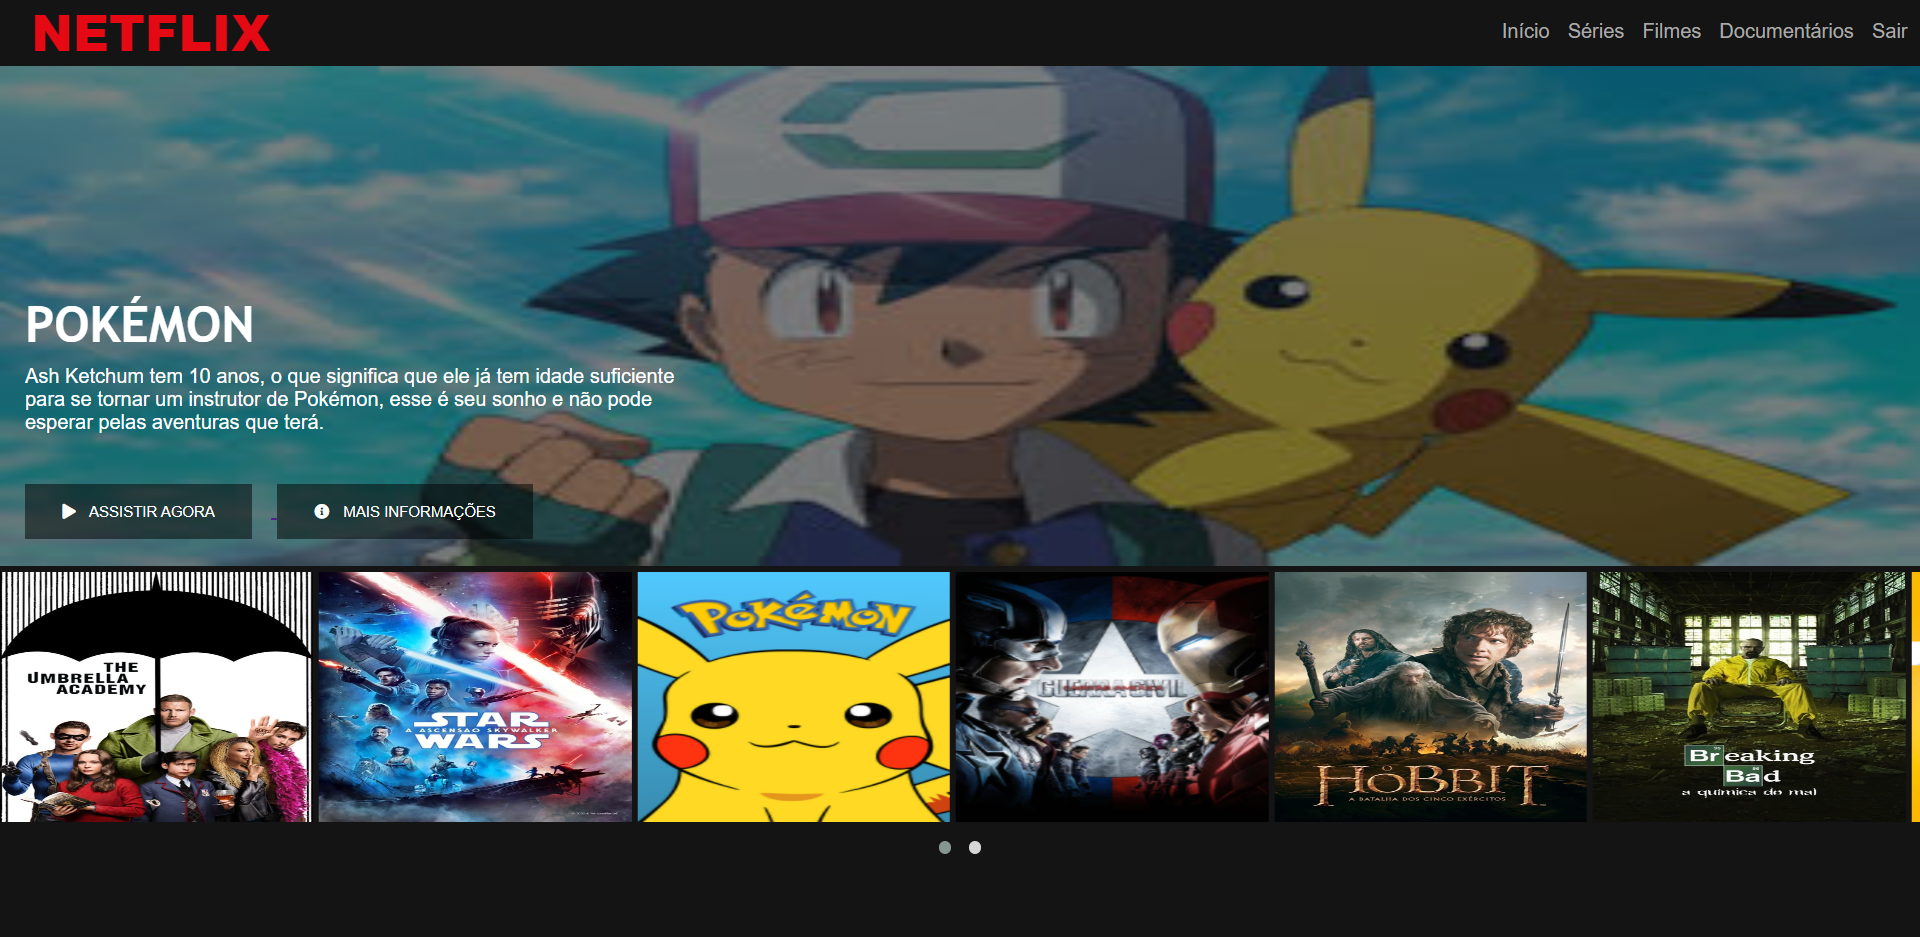 NETFLIX
Início Séries Filmes Documentários Sair
POKÉMON
Ash Ketchum tem 10 anos, o que significa que ele já tem idade suficiente
para se tornar um instrutor de Pokémon, esse é seu sonho e não pode
esperar pelas aventuras que terá.
ASSISTIR AGORA
MAIS INFORMAÇÕES
THE
UMBRELLA
ACADEMY
STAR
A ASCENSÃO SKYWALKER
WARS
POKéMON
GUERRA CIVIL
O
HOBBIT
A BATALHA DOS CINCO EXÉRCITOS
Breaking
Bad
a química do mal